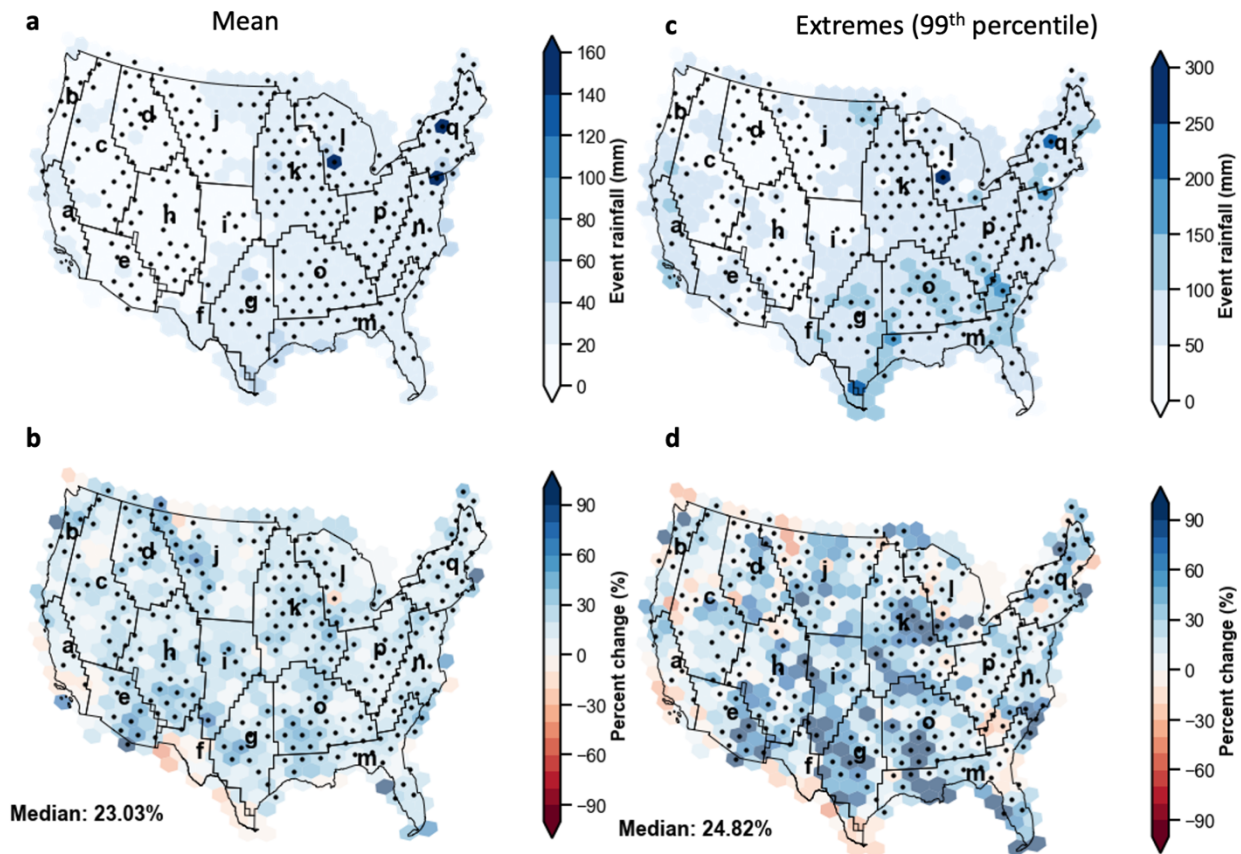 a Mean
160
140
120
100
80
60
40
20
0
Event rainfall (mm)
b
c
d
j
a
e
h
i
f
g
k
l
o
p
n
m
q
c Extremes (99th percentile)
300
250
200
150
100
50
0
Event rainfall (mm)
b
c
d
j
a
e
h
i
f
g
k
l
o
p
n
m
q
b
90
60
30
0
−30
−60
−90
Percent change (%)
b
c
d
j
a
e
h
i
f
g
k
l
o
p
n
m
q
Median: 23.03%
d
90
60
30
0
−30
−60
−90
Percent change (%)
b
c
d
j
a
e
h
i
f
g
k
l
o
p
n
m
q
Median: 24.82%